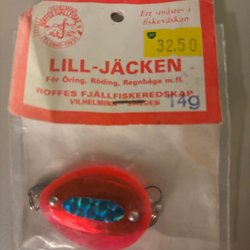 Ett «måste» i
fiskeväskan
32.50
LILL-JÄCKEN
För Öring, Röding, Regnbåge m.fl.
ROFFES FJÄLLFISKEREDSKAP
VILHELMINA SWEDEN
14g